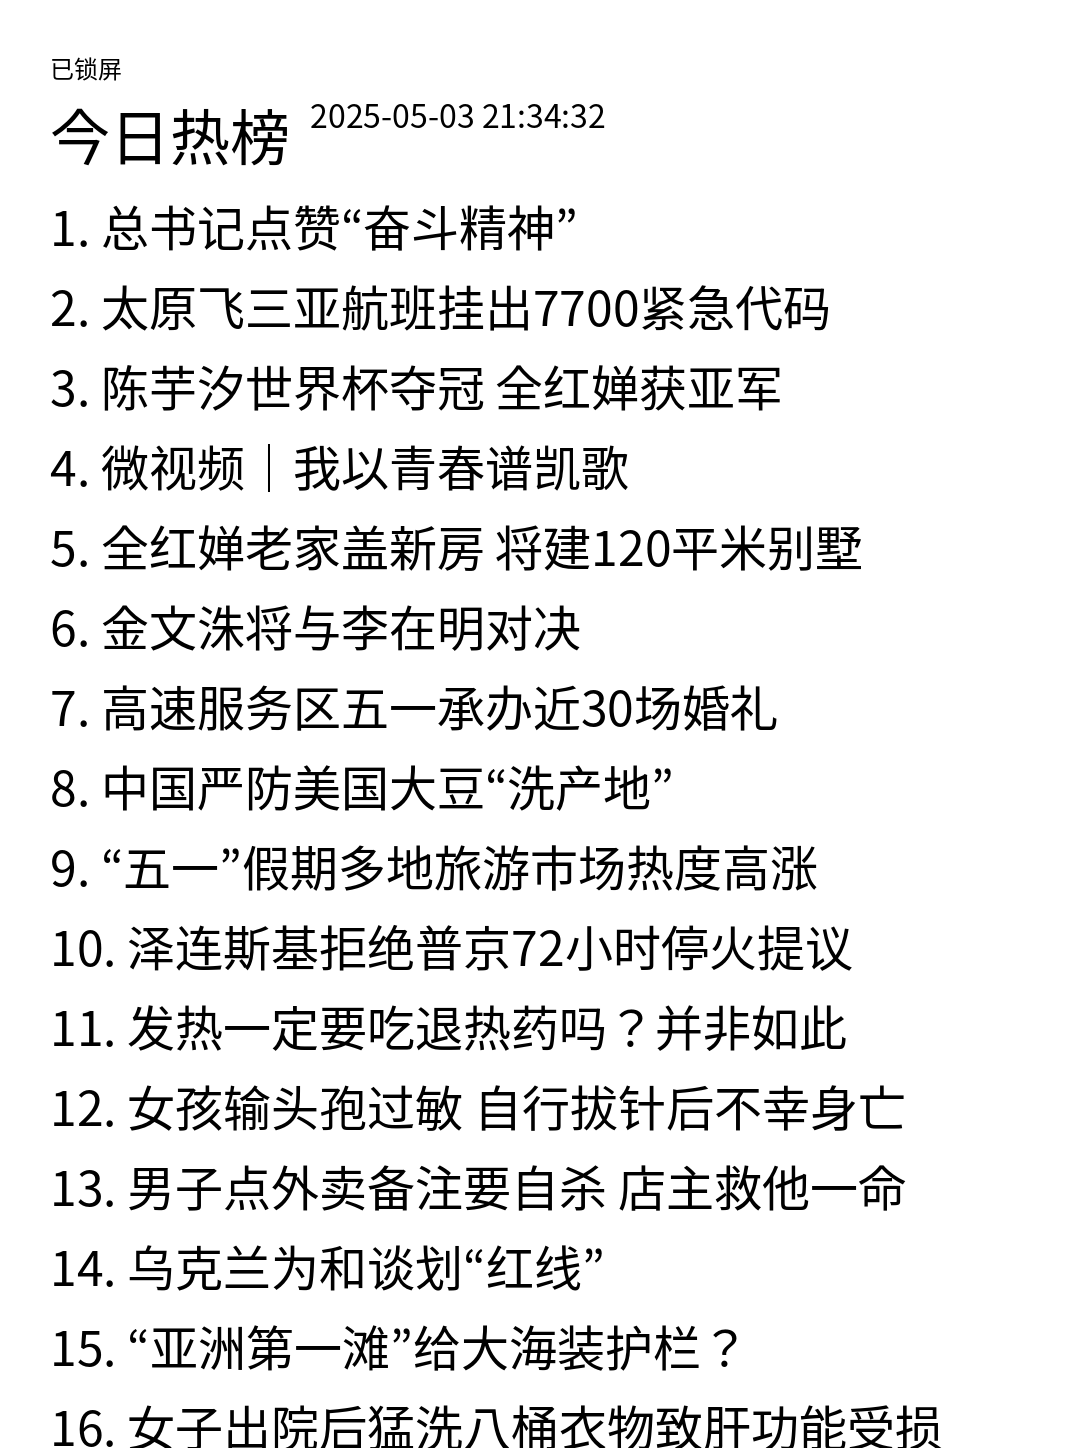 已锁屏
今日热榜 2025-05-03 21:34:32
1. 总书记点赞“奋斗精神”
2. 太原飞三亚航班挂出7700紧急代码
3. 陈芋汐世界杯夺冠 全红婵获亚军
4. 微视频｜我以青春谱凯歌
5. 全红婵老家盖新房 将建120平米别墅
6. 金文洙将与李在明对决
7. 高速服务区五一承办近30场婚礼
8. 中国严防美国大豆“洗产地”
9. “五一”假期多地旅游市场热度高涨
10. 泽连斯基拒绝普京72小时停火提议
11. 发热一定要吃退热药吗？并非如此
12. 女孩输头孢过敏 自行拔针后不幸身亡
13. 男子点外卖备注要自杀 店主救他一命
14. 乌克兰为和谈划“红线”
15. “亚洲第一滩”给大海装护栏？
16. 女子出院后猛洗八桶衣物致肝功能受损